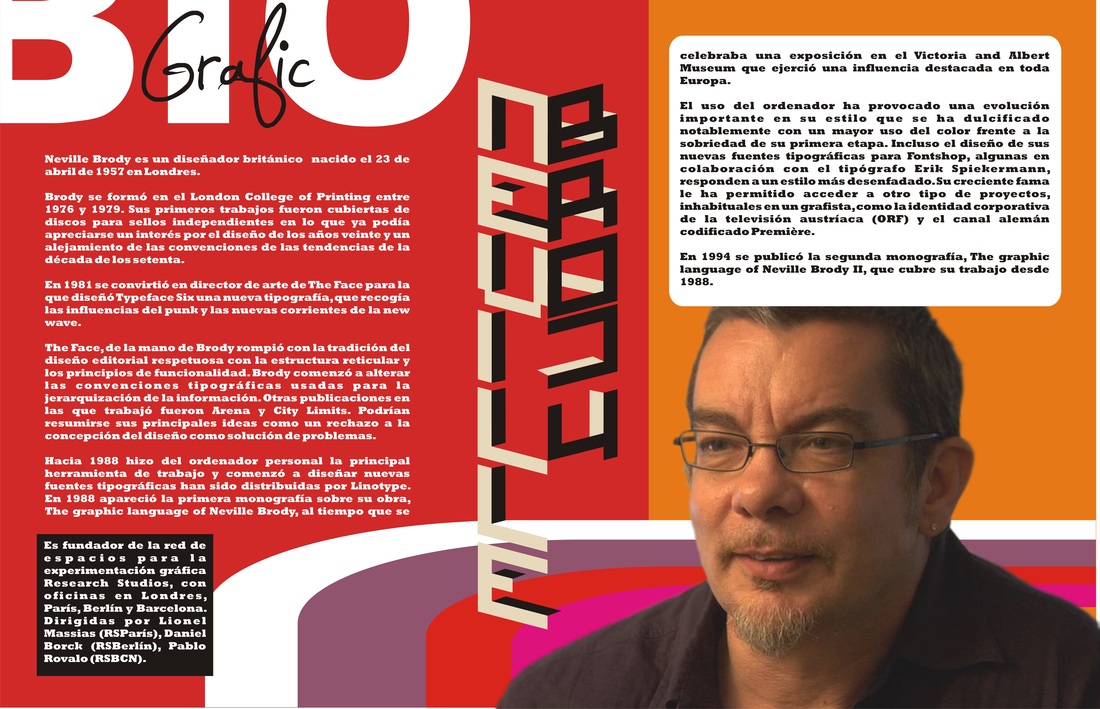 BIO
Grafic
Neville Brody es un diseñador británico nacido el 23 de
abril de 1957 en Londres.
Brody se formó en el London College of Printing entre
1976 y 1979. Sus primeros trabajos fueron cubiertas de
discos para sellos independientes en lo que ya podía
apreciarse un interés por el diseño de los años veinte y un
alejamiento de las convenciones de las tendencias de la
década de los setenta.
En 1981 se convirtió en director de arte de The Face para la
que diseñó Typeface Six una nueva tipografía, que recogía
las influencias del punk y las nuevas corrientes de la new
wave.
The Face, de la mano de Brody rompió con la tradición del
diseño editorial respetuosa con la estructura reticular y
los principios de funcionalidad. Brody comenzó a alterar
las convenciones tipográficas usadas para la
jerarquización de la información. Otras publicaciones en
las que trabajó fueron Arena y City Limits. Podrían
resumirse sus principales ideas como un rechazo a la
concepción del diseño como solución de problemas.
Hacia 1988 hizo del ordenador personal la principal
herramienta de trabajo y comenzó a diseñar nuevas
fuentes tipográficas han sido distribuidas por Linotype.
En 1988 apareció la primera monografía sobre su obra,
The graphic language of Neville Brody, al tiempo que se
Es fundador de la red de
espacios para la
experimentación gráfica
Research Studios, con
oficinas en Londres,
París, Berlín y Barcelona.
Dirigidas por Lionel
Massias (RSParís), Daniel
Borck (RSBerlín), Pablo
Rovalo (RSBCN).
NEVILLE
BRODY
celebraba una exposición en el Victoria and Albert
Museum que ejerció una influencia destacada en toda
Europa.
El uso del ordenador ha provocado una evolución
importante en su estilo que se ha dulcificado
notablemente con un mayor uso del color frente a la
sobriedad de su primera etapa. Incluso el diseño de sus
nuevas fuentes tipográficas para Fontshop, algunas en
colaboración con el tipógrafo Erik Spiekermann,
responden a un estilo más desenfadado. Su creciente fama
le ha permitido acceder a otro tipo de proyectos,
inhabituales en un grafista, como la identidad corporativa
de la televisión austríaca (ORF) y el canal alemán
codificado Première.
En 1994 se publicó la segunda monografía, The graphic
language of Neville Brody II, que cubre su trabajo desde
1988.